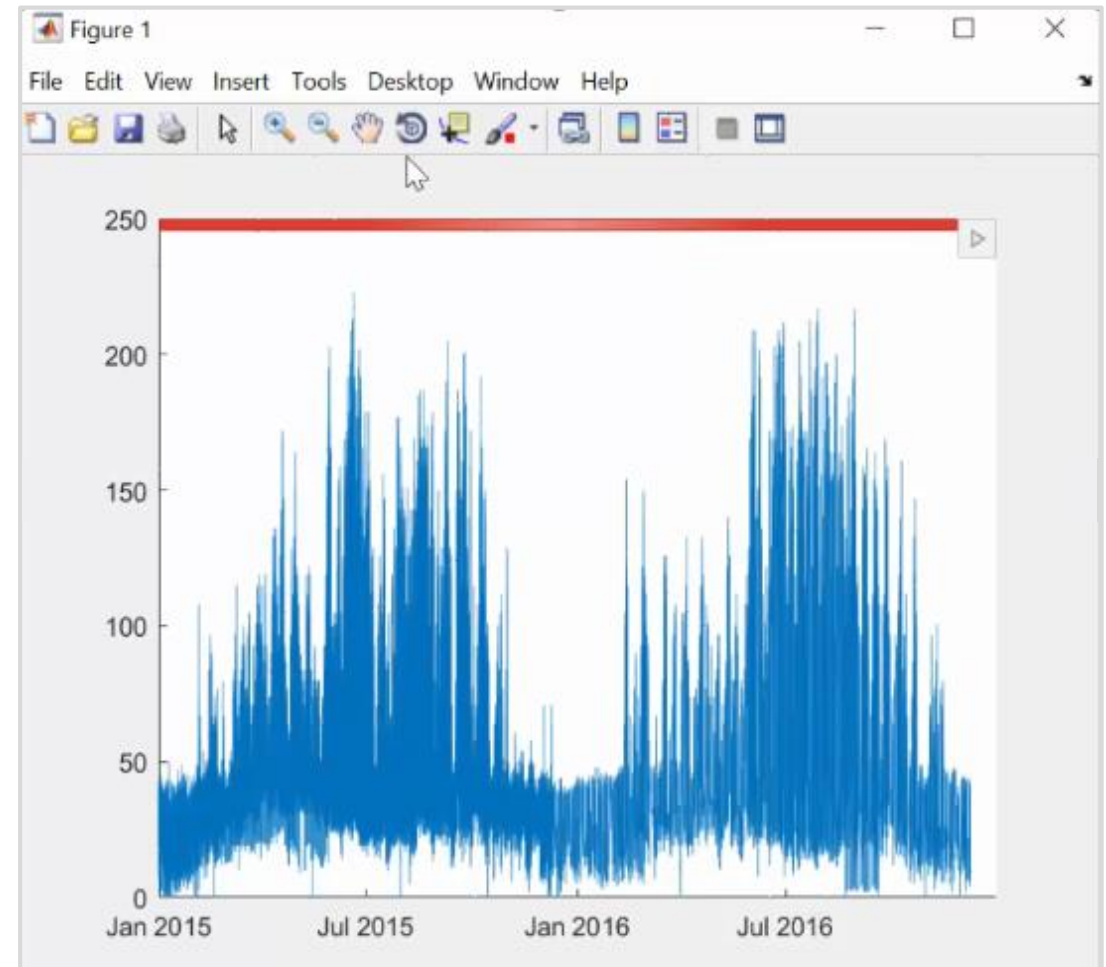 Figure 1
File Edit View Insert Tools Desktop Window Help
250
200
150
100
50
0
Jan 2015 Jul 2015 Jan 2016 Jul 2016